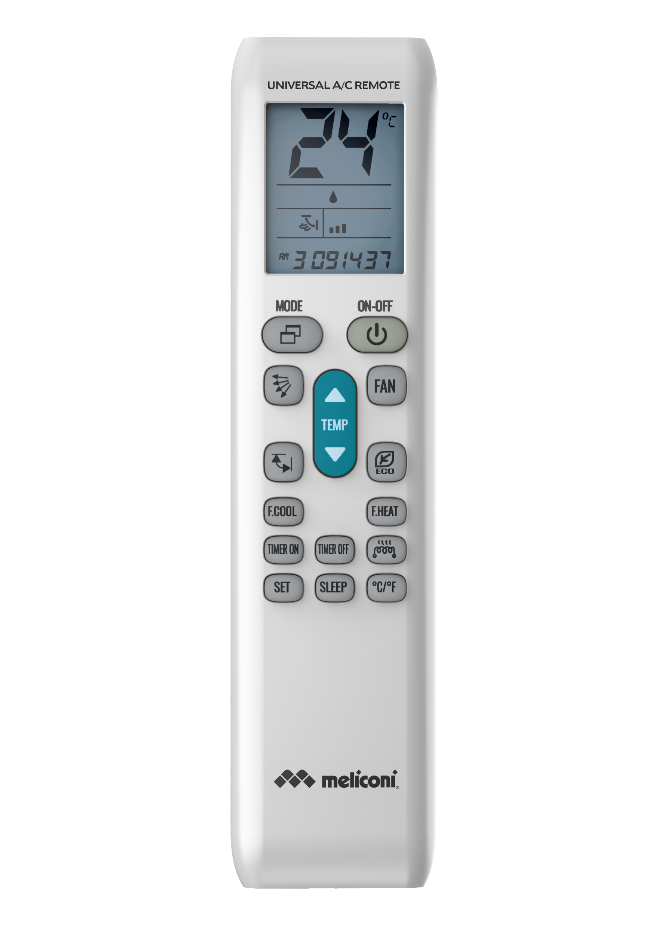 UNIVERSAL A/C REMOTE
24 °C
AM 3091437
MODE ON-OFF
FAN
TEMP
ECO
F.COOL F.HEAT
TIMER ON TIMER OFF
SET SLEEP °C/°F
meliconi